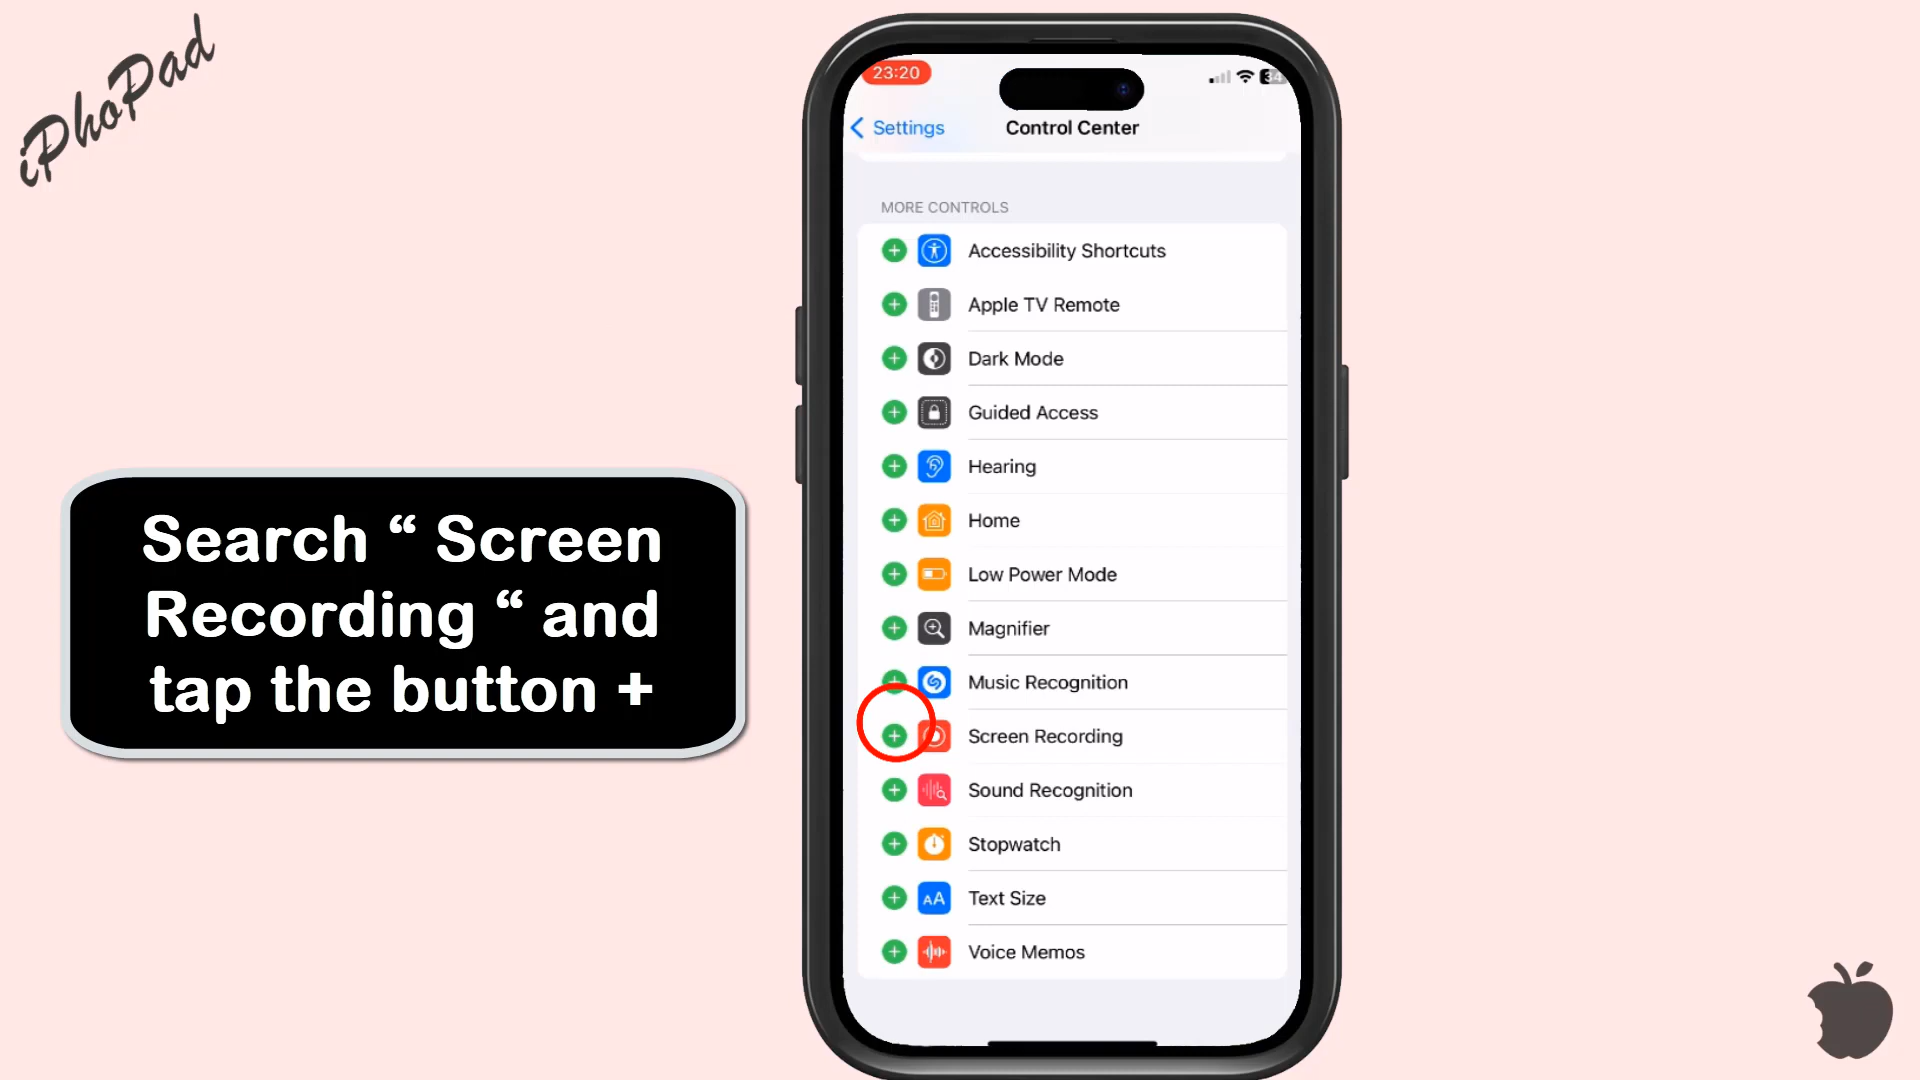 iPhoPad
23:20
34
Settings
Control Center
MORE CONTROLS
Accessibility Shortcuts
Apple TV Remote
Dark Mode
Guided Access
Hearing
Home
Low Power Mode
Magnifier
Music Recognition
Screen Recording
Sound Recognition
Stopwatch
AA Text Size
Voice Memos
Search “ Screen
Recording “ and
tap the button +